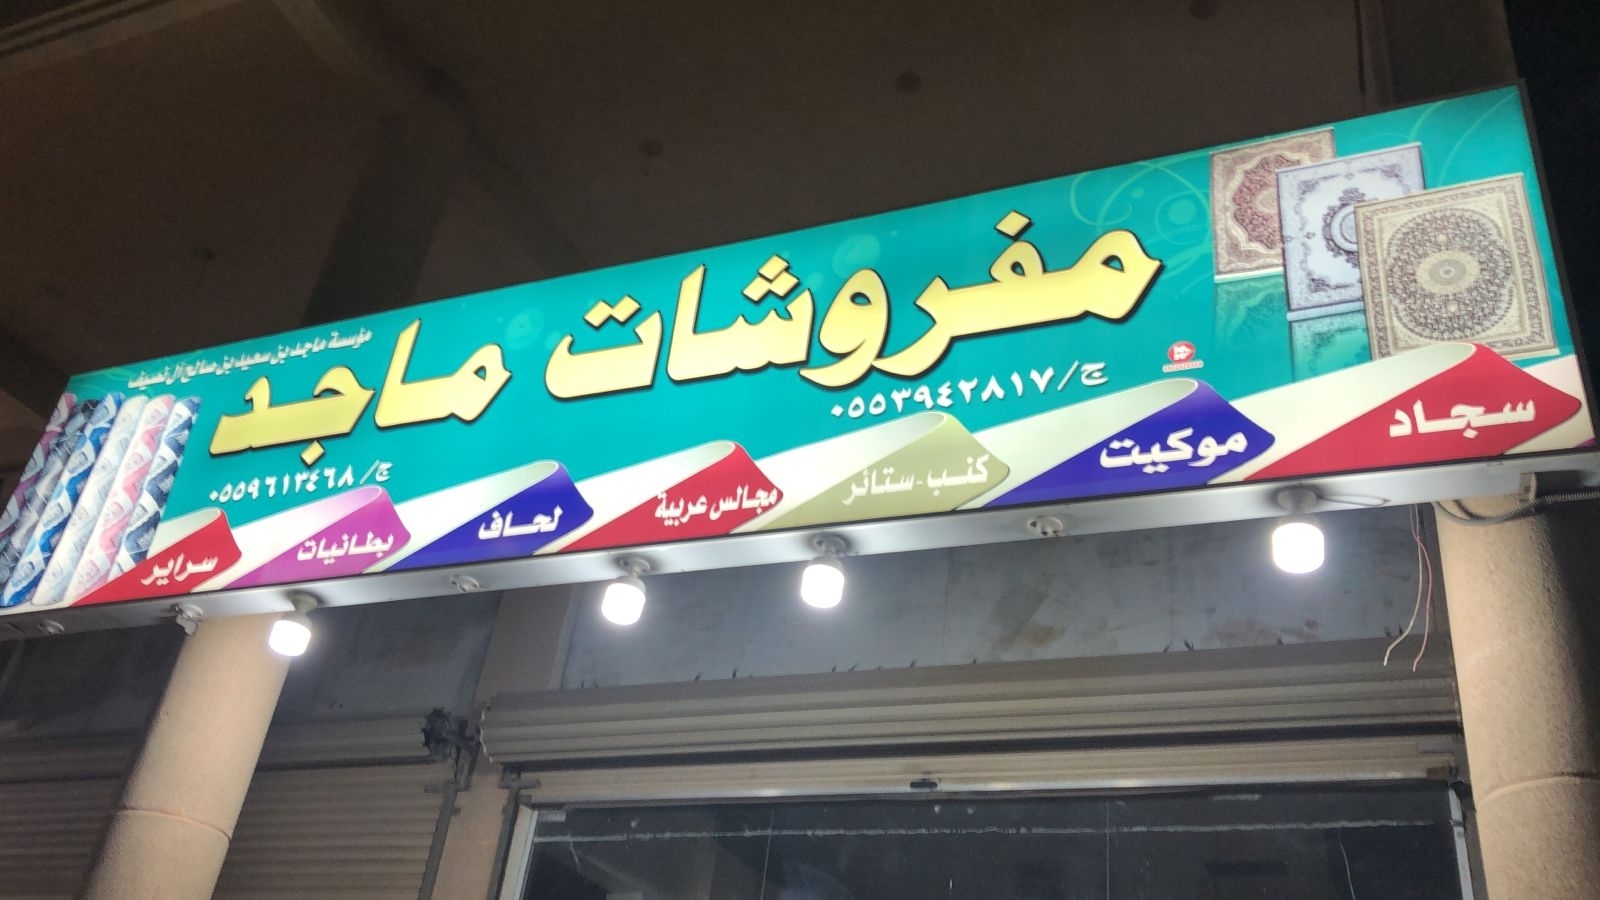 مؤسسة ماجد بن سعيد بن صالح آل نصيف
مفروشات ماجد
ج/ ٠٥٥٣٩٤٢٨١٧
ج/ ٠٥٥٩٦١٣٤٦٨
سجاد
موكيت
كنب - ستائر
مجالس عربية
لحاف
بطانيات
سراير